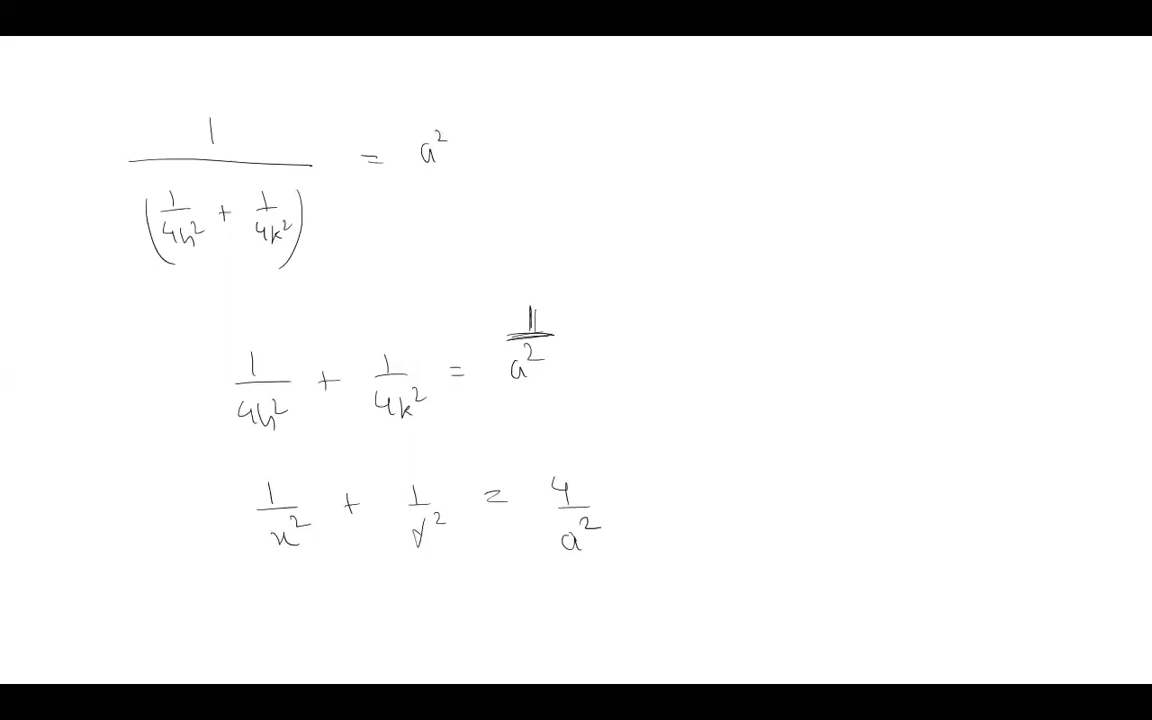 1/(1/4h² + 1/4k²) = a²
1/4h² + 1/4k² = 1/a²
1/x² + 1/y² = 4/a²